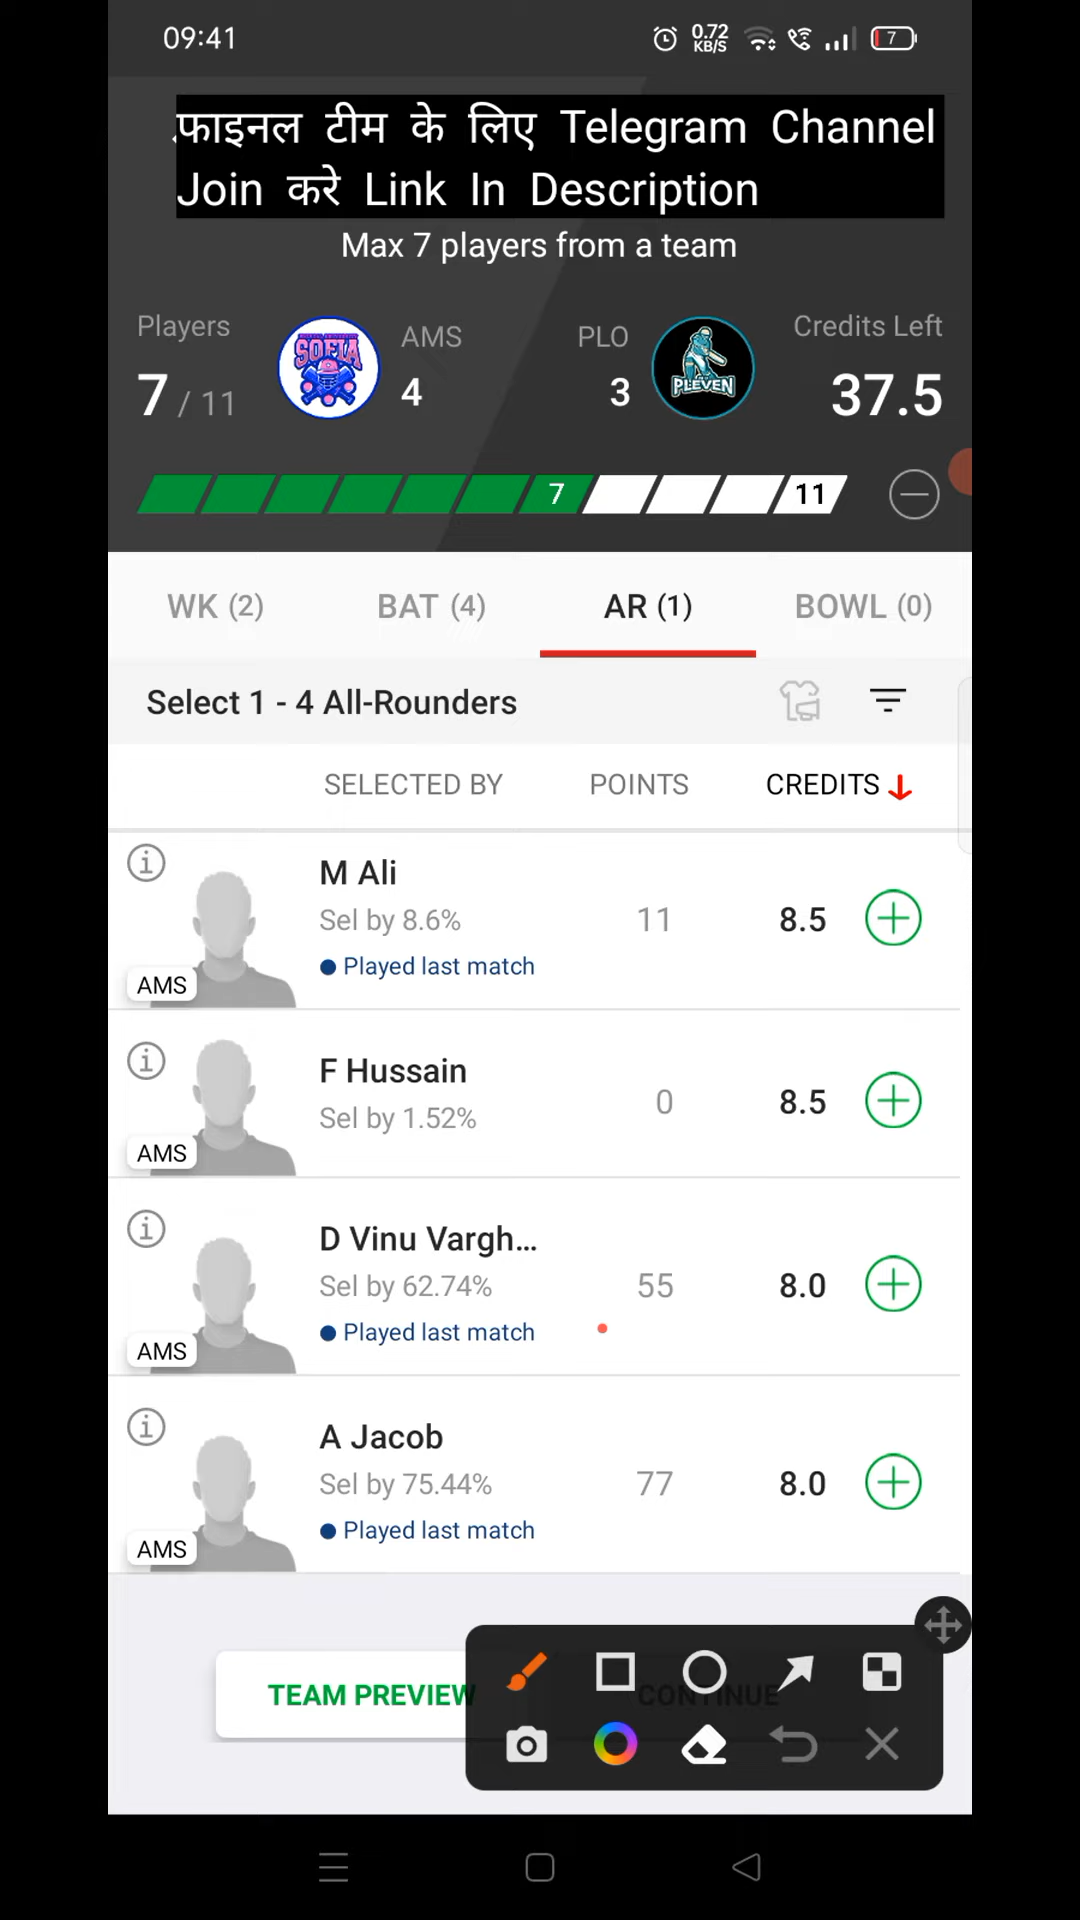 09:41
0.72
KB/S
7
फाइनल टीम के लिए Telegram Channel
Join करे Link In Description
Max 7 players from a team
Players
AMS
PLO
Credits Left
7 / 11
SOFIA
4
3
PLEVEN
37.5
7
11
WK (2)
BAT (4)
AR (1)
BOWL (0)
Select 1 - 4 All-Rounders
SELECTED BY
POINTS
CREDITS
M Ali
Sel by 8.6%
11
8.5
Played last match
AMS
F Hussain
Sel by 1.52%
0
8.5
AMS
D Vinu Vargh...
Sel by 62.74%
55
8.0
Played last match
AMS
A Jacob
Sel by 75.44%
77
8.0
Played last match
AMS
TEAM PREVIEW
CONTINUE